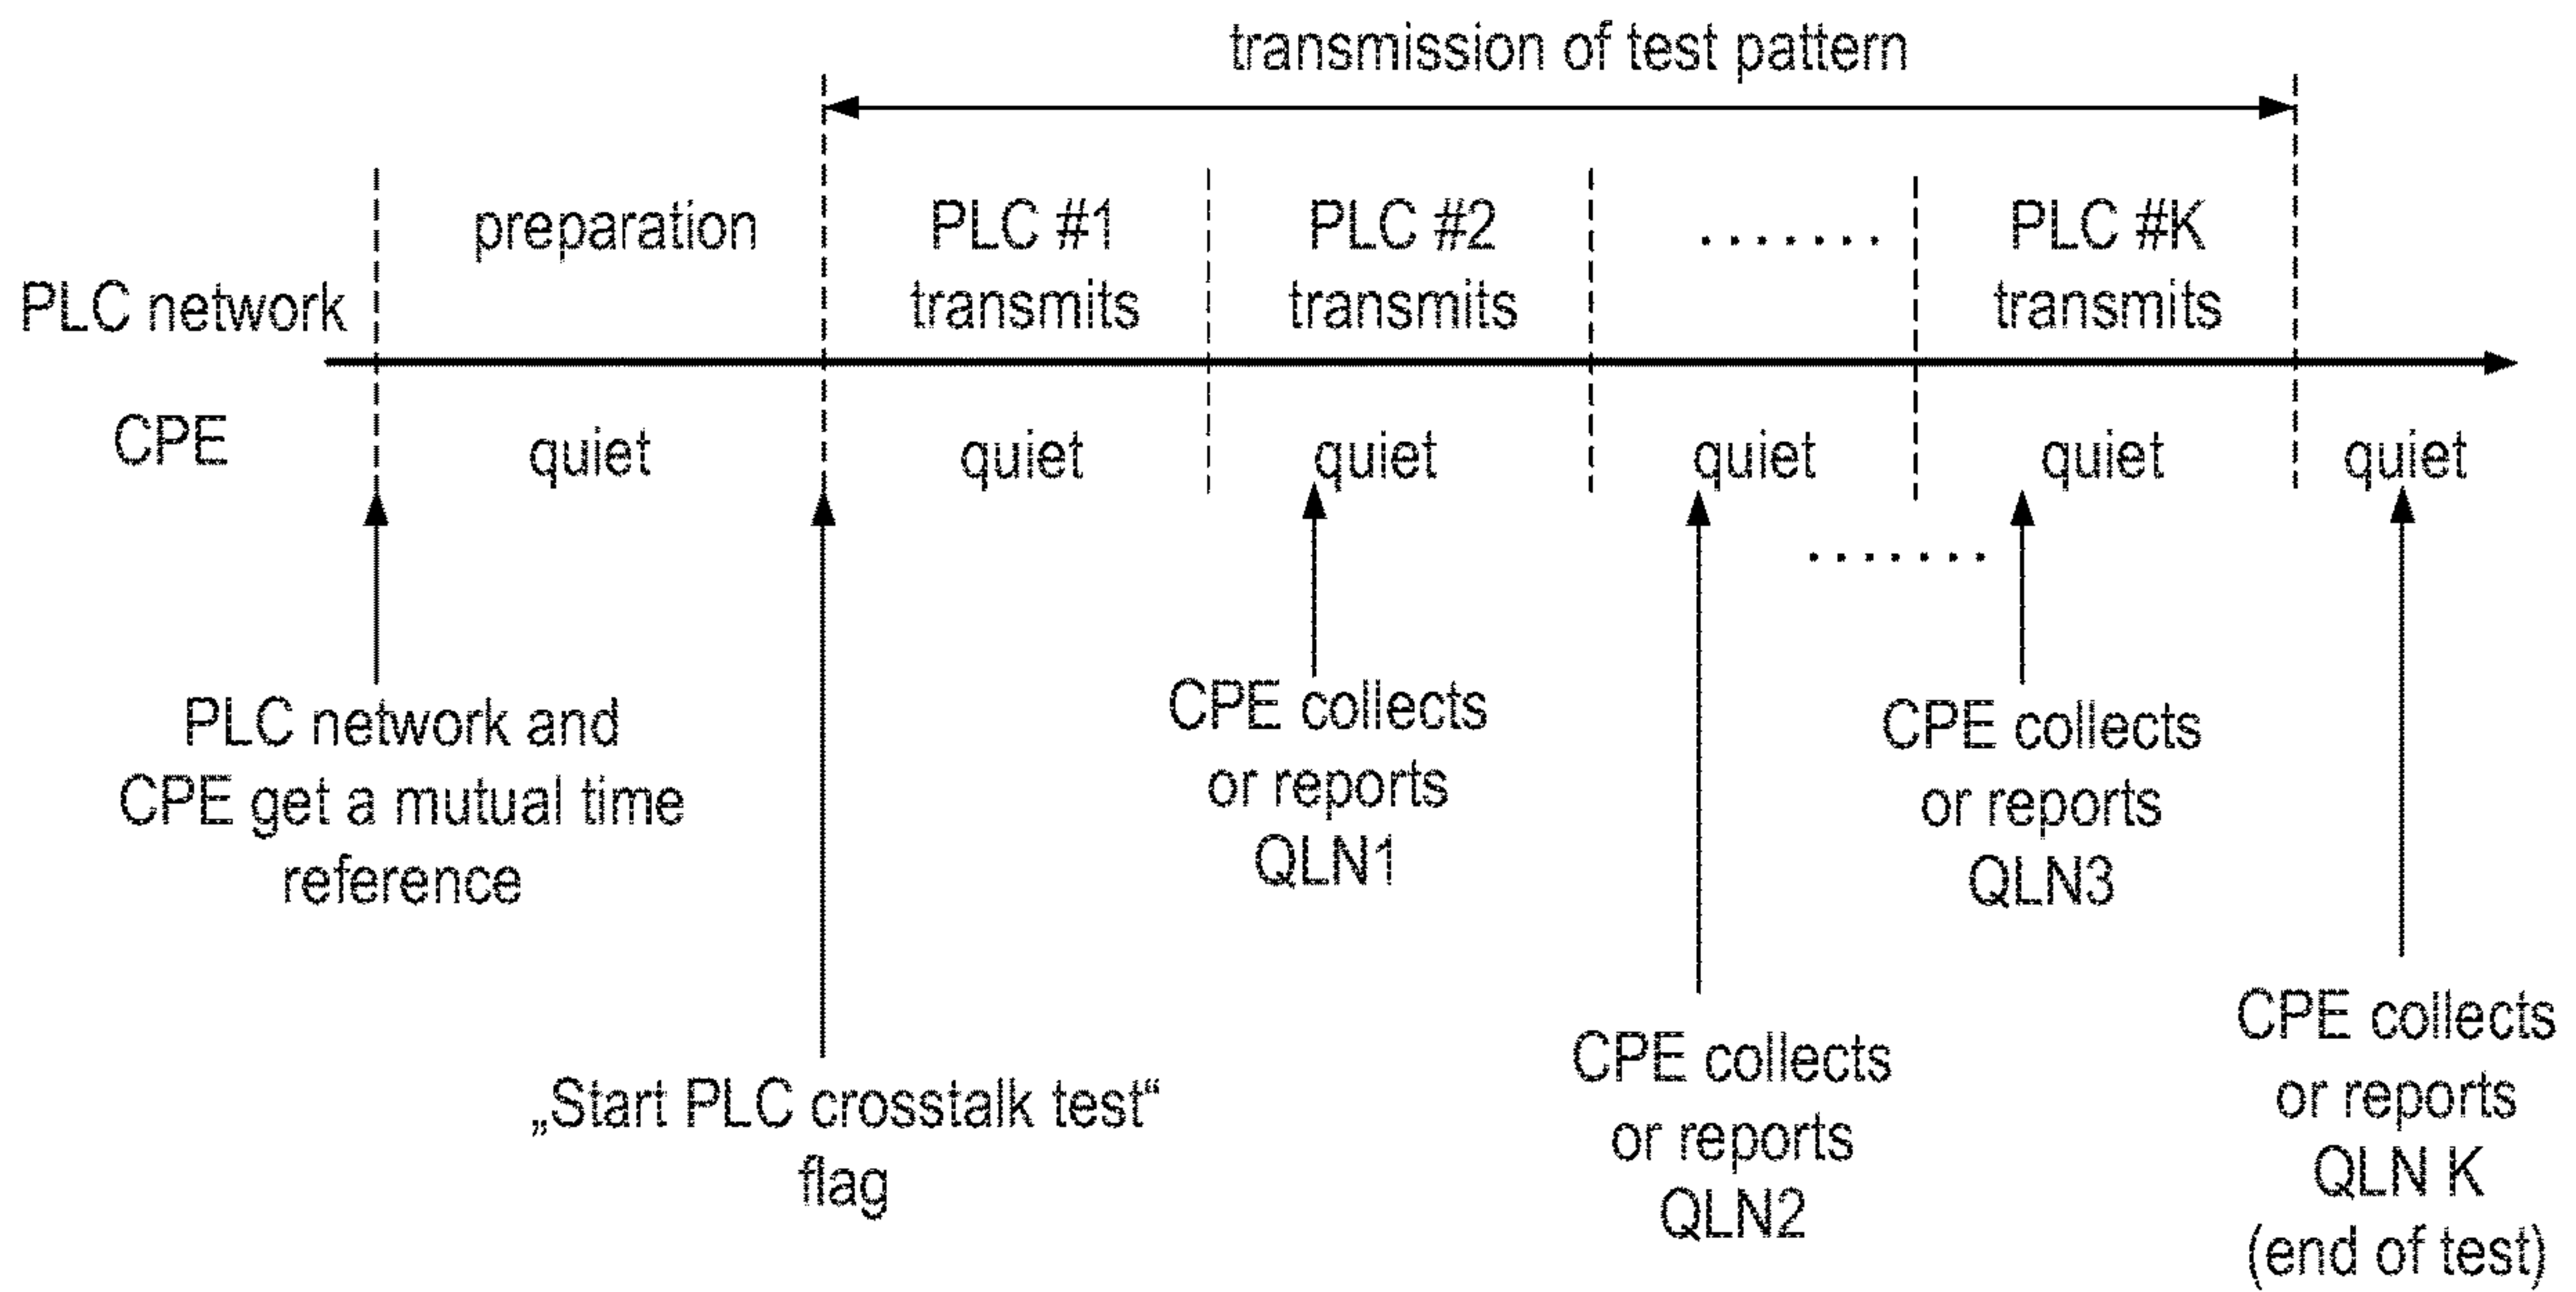 transmission of test pattern
preparation
PLC #1
transmits
PLC #2
transmits
.......
PLC #K
transmits
PLC network
CPE
quiet
quiet
quiet
quiet
quiet
quiet
.......
PLC network and
CPE get a mutual time
reference
„Start PLC crosstalk test“
flag
CPE collects
or reports
QLN1
CPE collects
or reports
QLN2
CPE collects
or reports
QLN3
CPE collects
or reports
QLN K
(end of test)